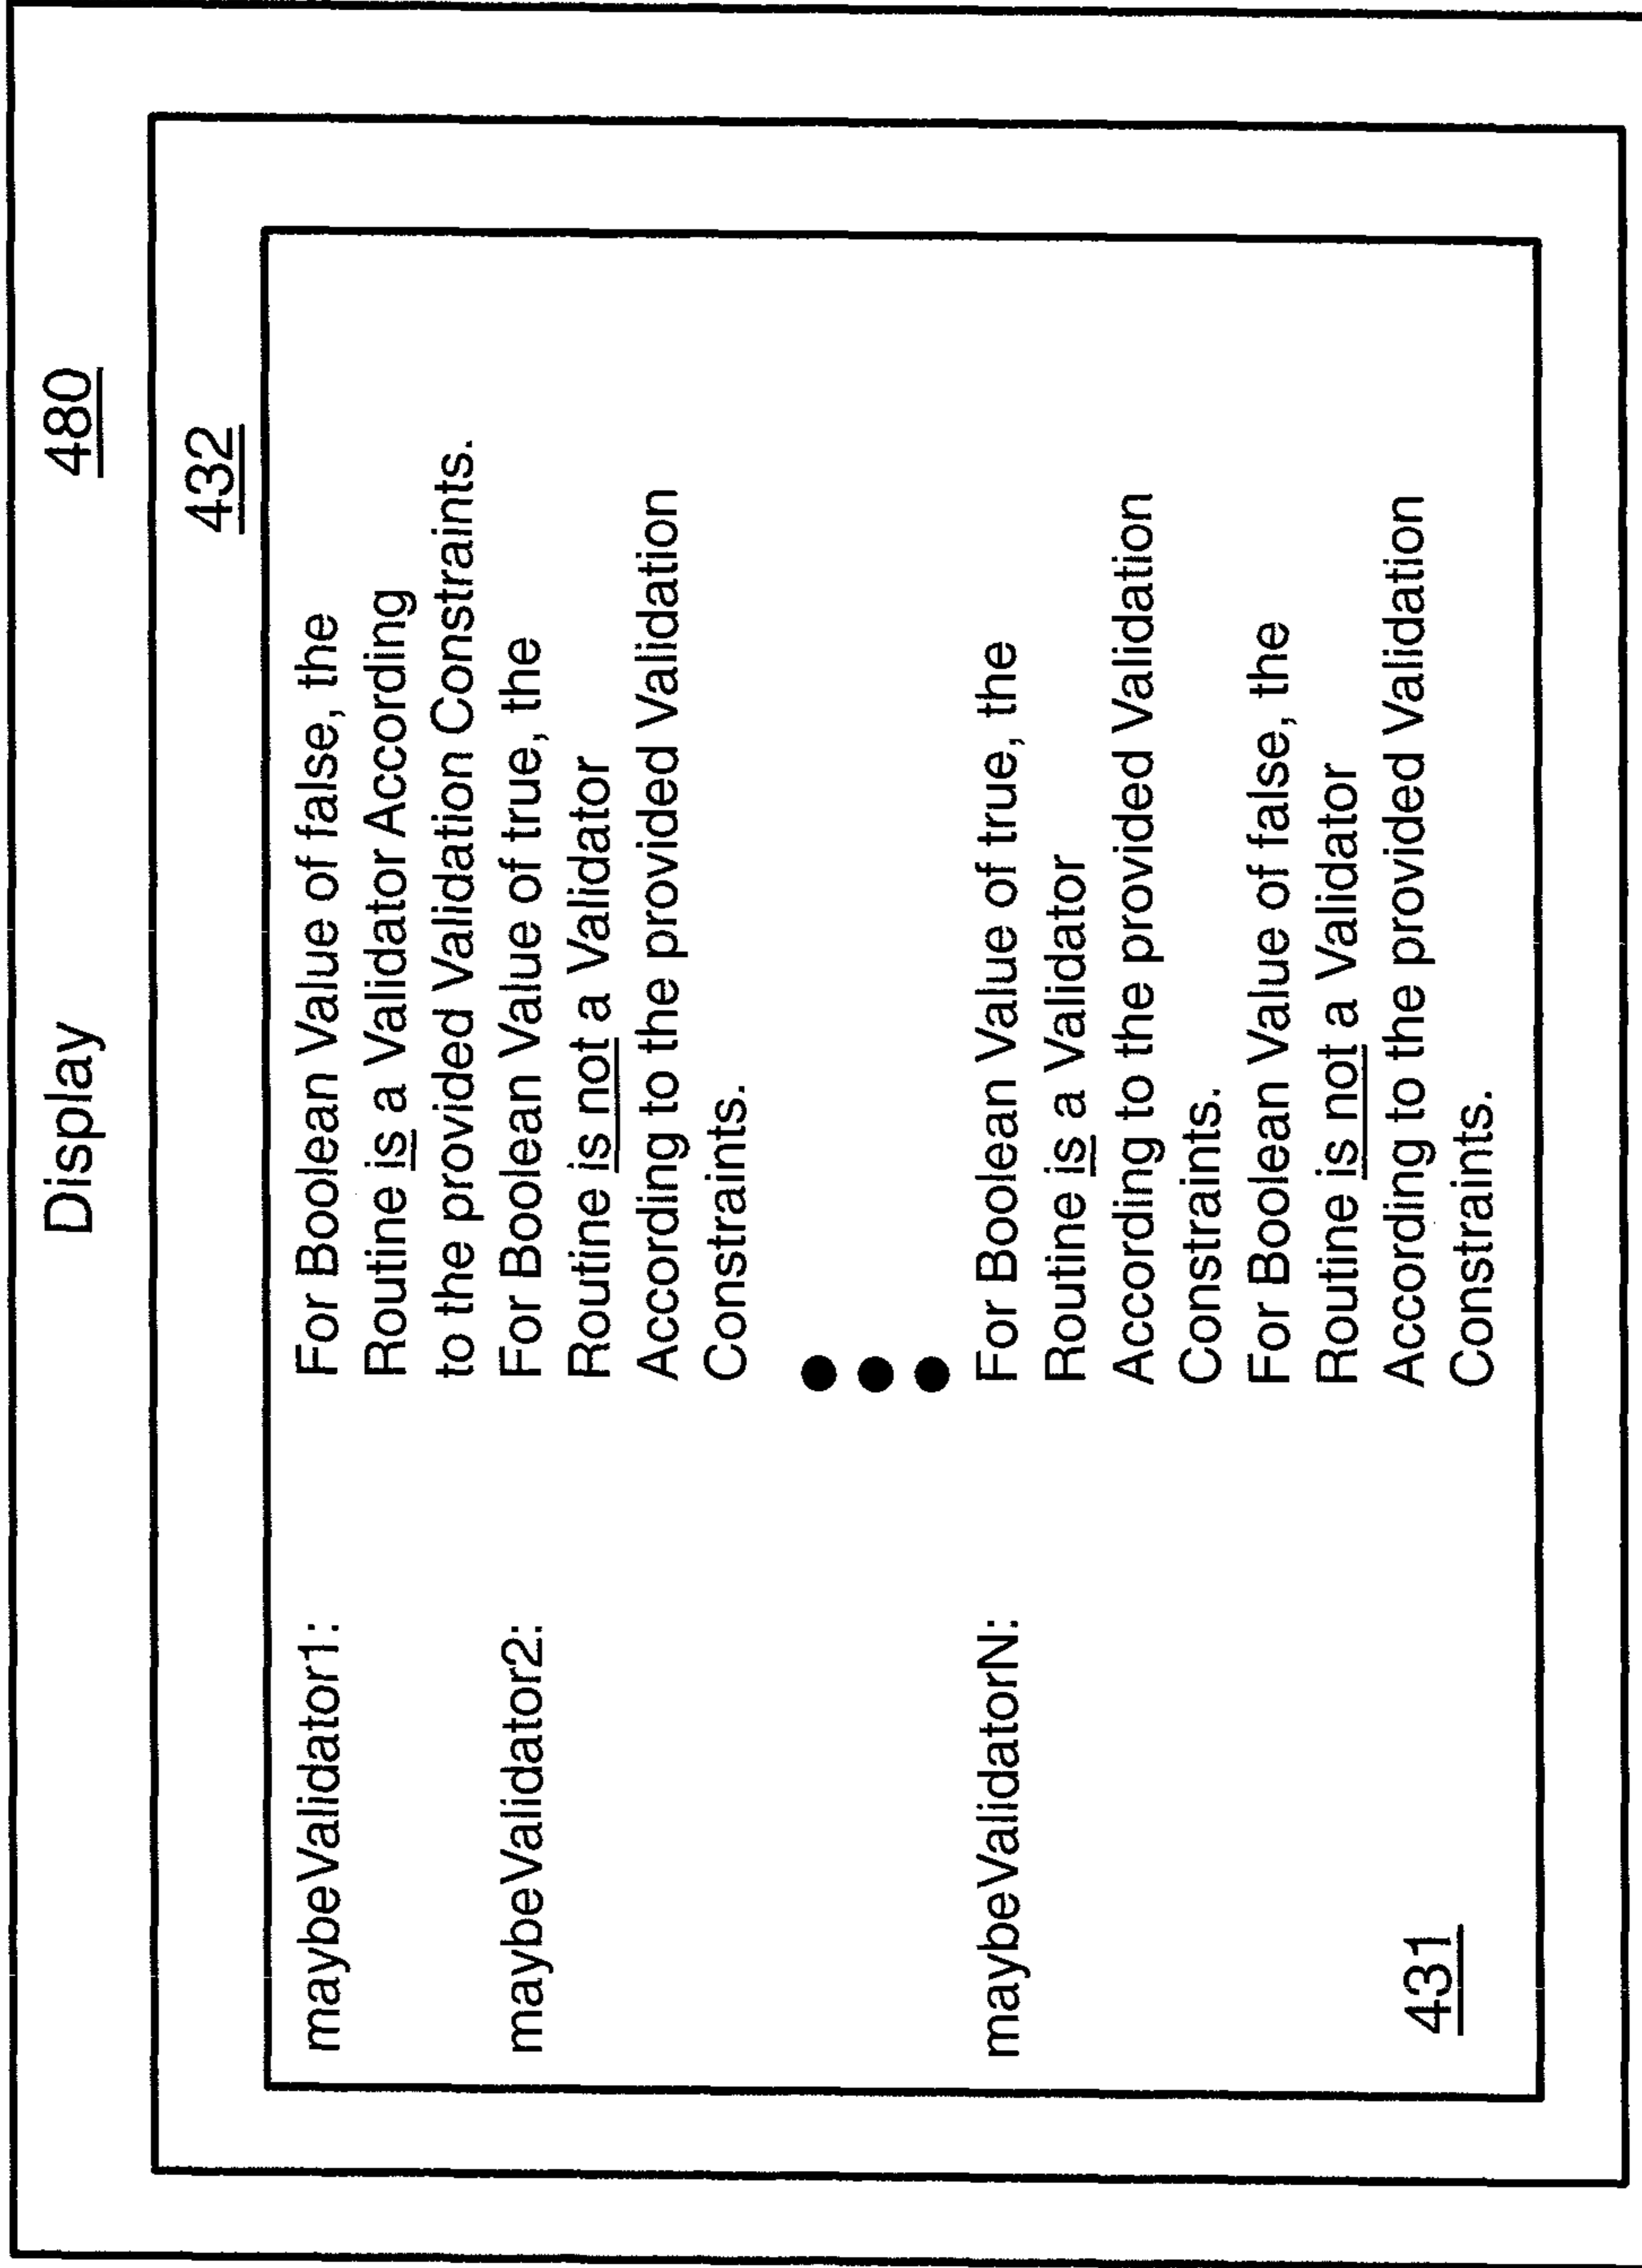 Display 480
432
maybeValidator1: For Boolean Value of false, the
Routine is a Validator According
to the provided Validation Constraints.
maybeValidator2: For Boolean Value of true, the
Routine is not a Validator
According to the provided Validation
Constraints.
maybeValidatorN: For Boolean Value of true, the
Routine is a Validator
According to the provided Validation
Constraints.
For Boolean Value of false, the
Routine is not a Validator
According to the provided Validation
Constraints.
431